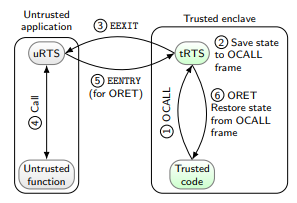 Untrusted
application
Trusted enclave
③ EEXIT
uRTS
tRTS
② Save state
to OCALL
frame
⑤ EENTRY
(for ORET)
④ Call
① OCALL
⑥ ORET
Restore state
from OCALL
frame
Untrusted
function
Trusted
code